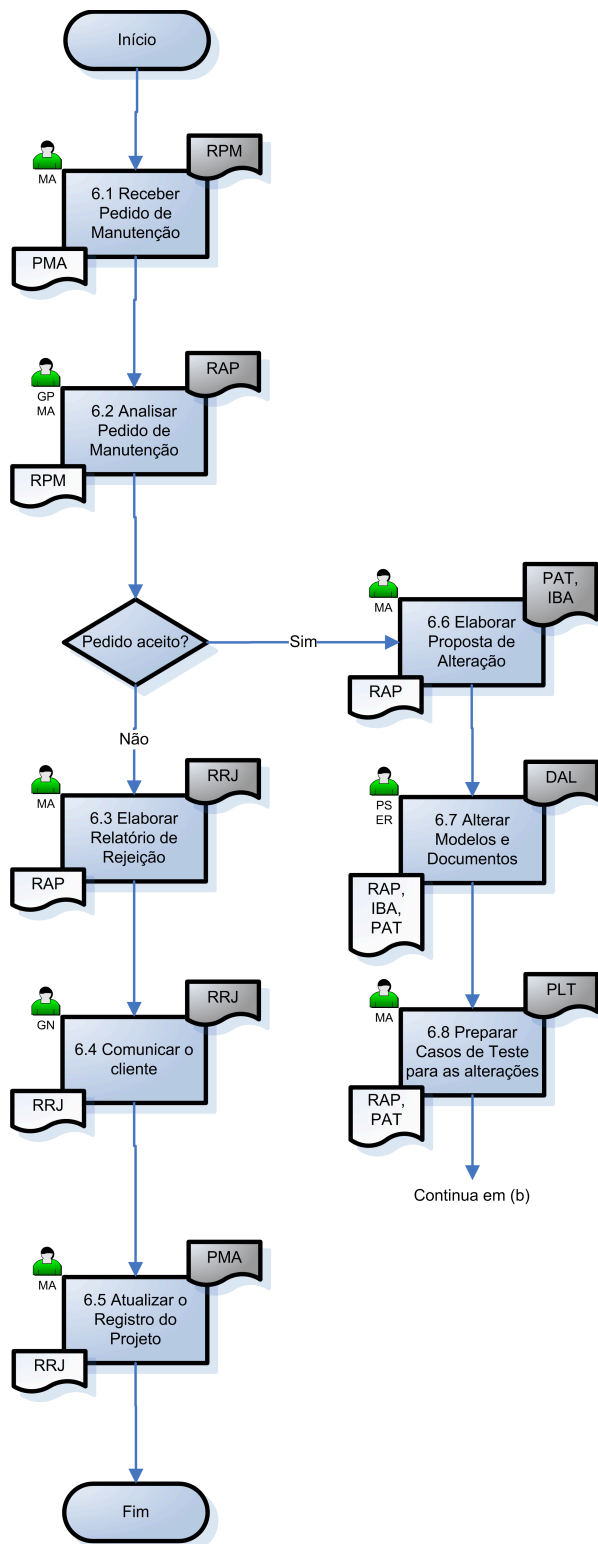 Início
MA
RPM
6.1 Receber
Pedido de
Manutenção
PMA
GP
MA
RAP
6.2 Analisar
Pedido de
Manutenção
RPM
Pedido aceito?
Sim
Não
MA
RRJ
6.3 Elaborar
Relatório de
Rejeição
RAP
GN
RRJ
6.4 Comunicar o
cliente
RRJ
MA
PMA
6.5 Atualizar o
Registro do
Projeto
RRJ
Fim
MA
PAT,
IBA
6.6 Elaborar
Proposta de
Alteração
RAP
PS
ER
DAL
6.7 Alterar
Modelos e
Documentos
RAP,
IBA,
PAT
MA
PLT
6.8 Preparar
Casos de Teste
para as alterações
RAP,
PAT
Continua em (b)